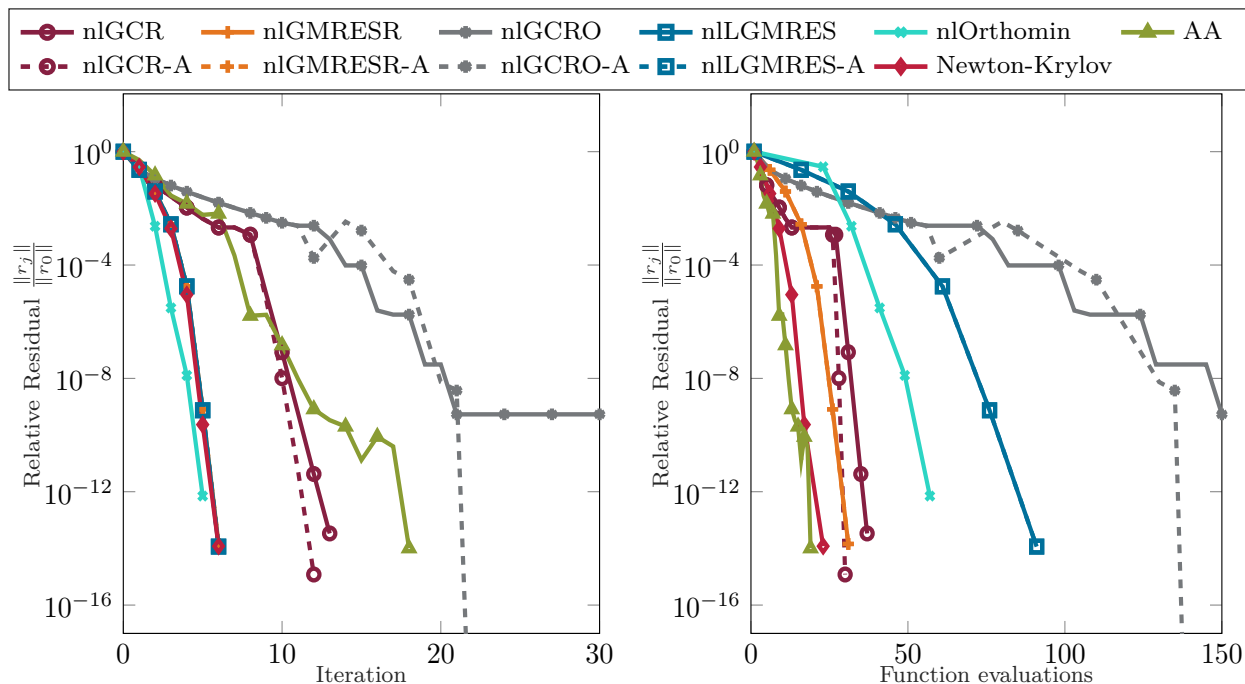 nlGCR nlGMRESR nlGCRO nlLGMRES nlOrthomin AA
nlGCR-A nlGMRESR-A nlGCRO-A nlLGMRES-A Newton-Krylov
10^0
10^-4
10^-8
10^-12
10^-16
Relative Residual ||r_j|| / ||r_0||
0 10 20 30
Iteration
10^0
10^-4
10^-8
10^-12
10^-16
Relative Residual ||r_j|| / ||r_0||
0 50 100 150
Function evaluations